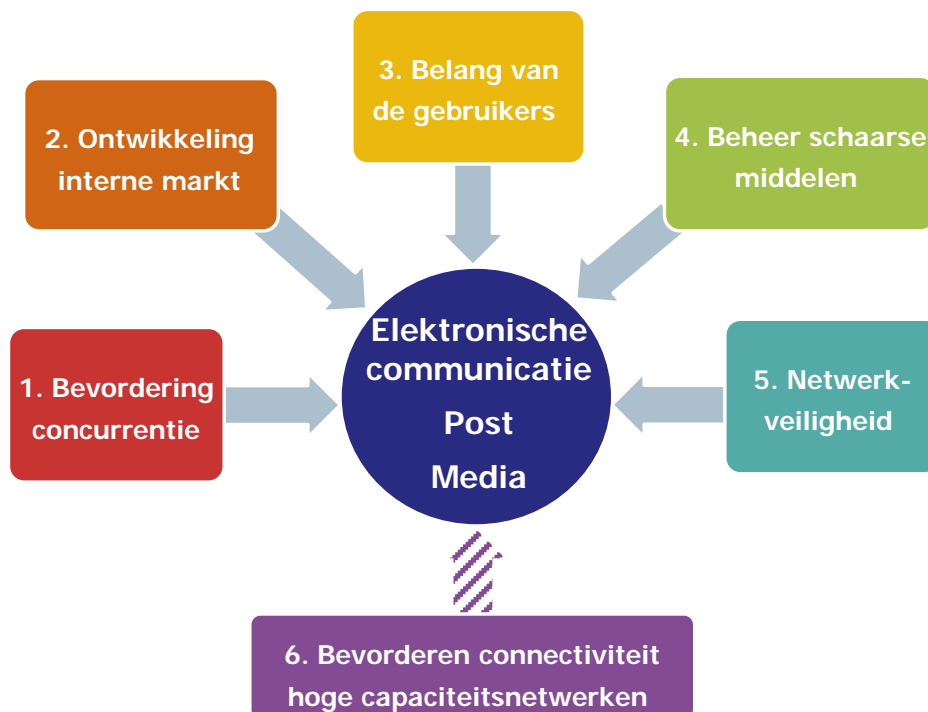 3. Belang van
de gebruikers
2. Ontwikkeling
interne markt
4. Beheer schaarse
middelen
Elektronische
communicatie
Post
Media
1. Bevordering
concurrentie
5. Netwerk-
veiligheid
6. Bevorderen connectiviteit
hoge capaciteitsnetwerken